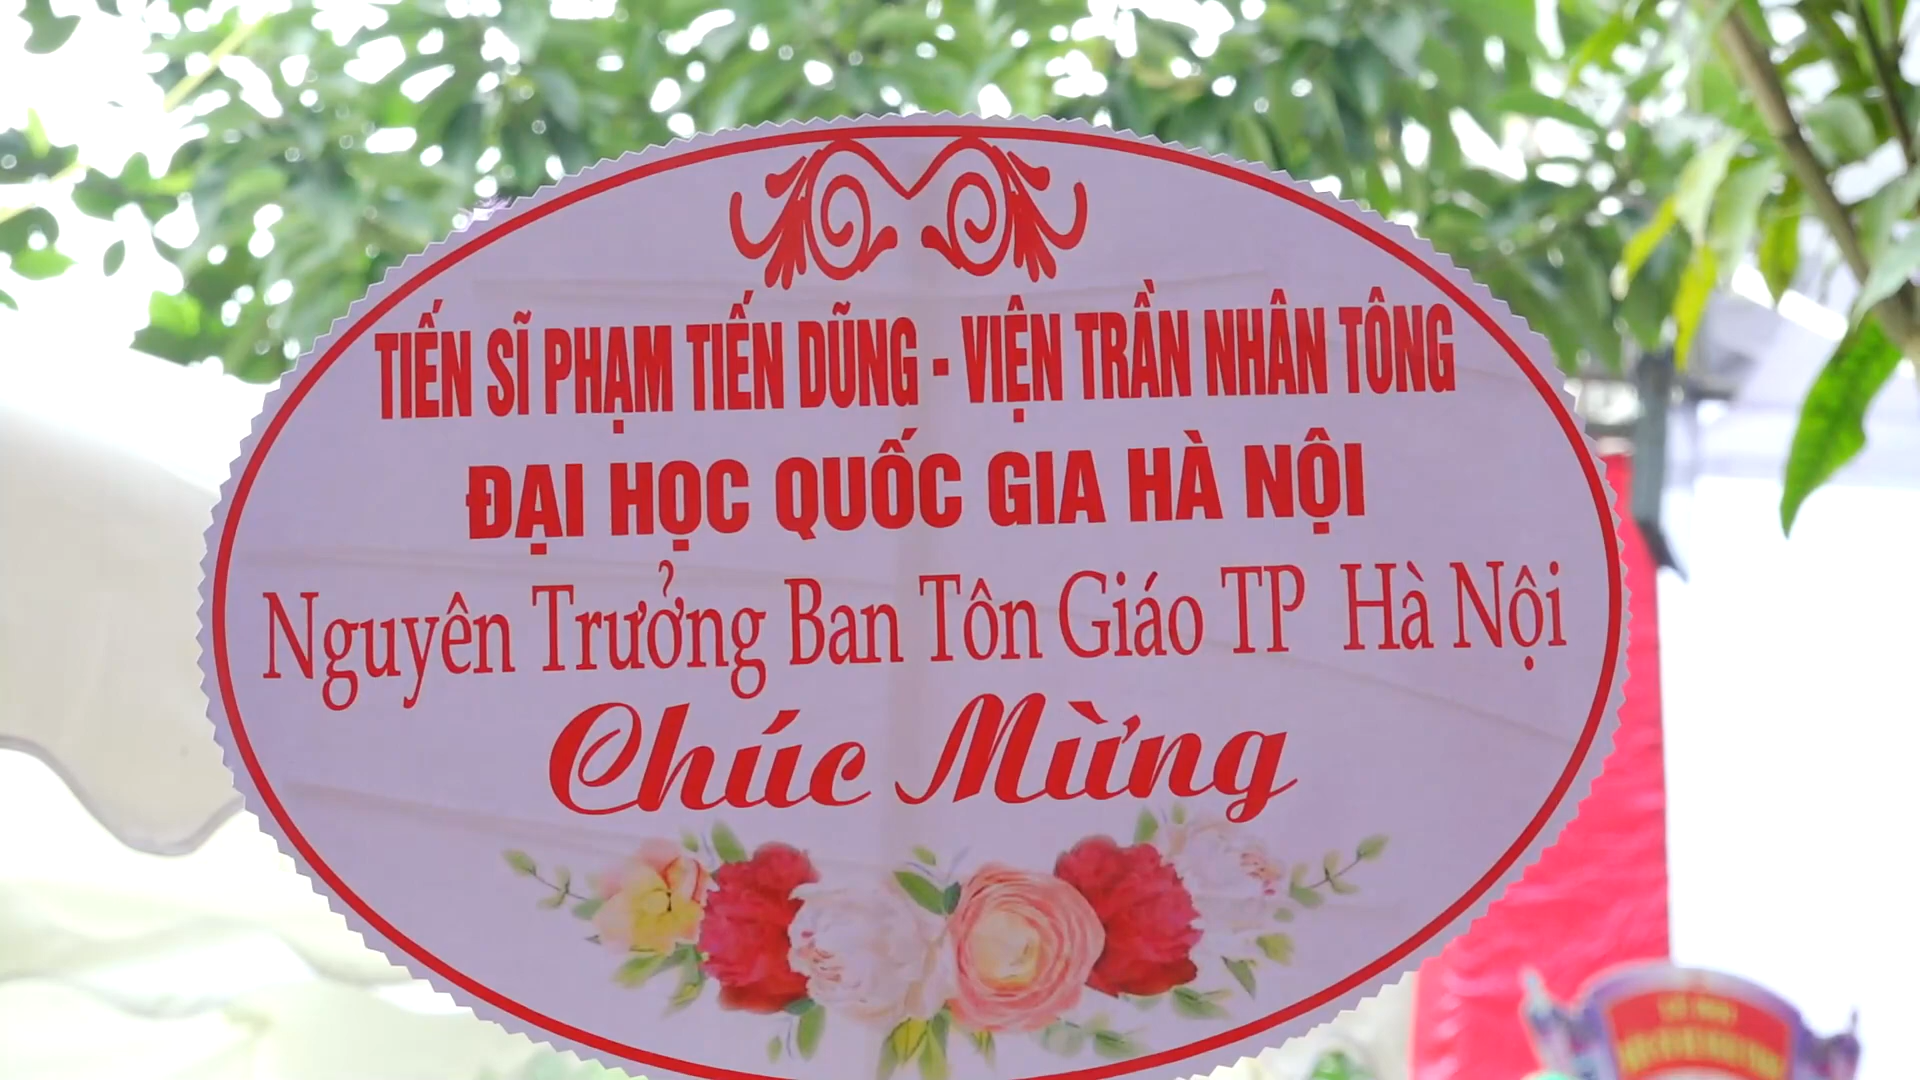 TIẾN SĨ PHẠM TIẾN DŨNG - VIỆN TRẦN NHÂN TÔNG
ĐẠI HỌC QUỐC GIA HÀ NỘI
Nguyên Trưởng Ban Tôn Giáo TP Hà Nội
Chúc Mừng